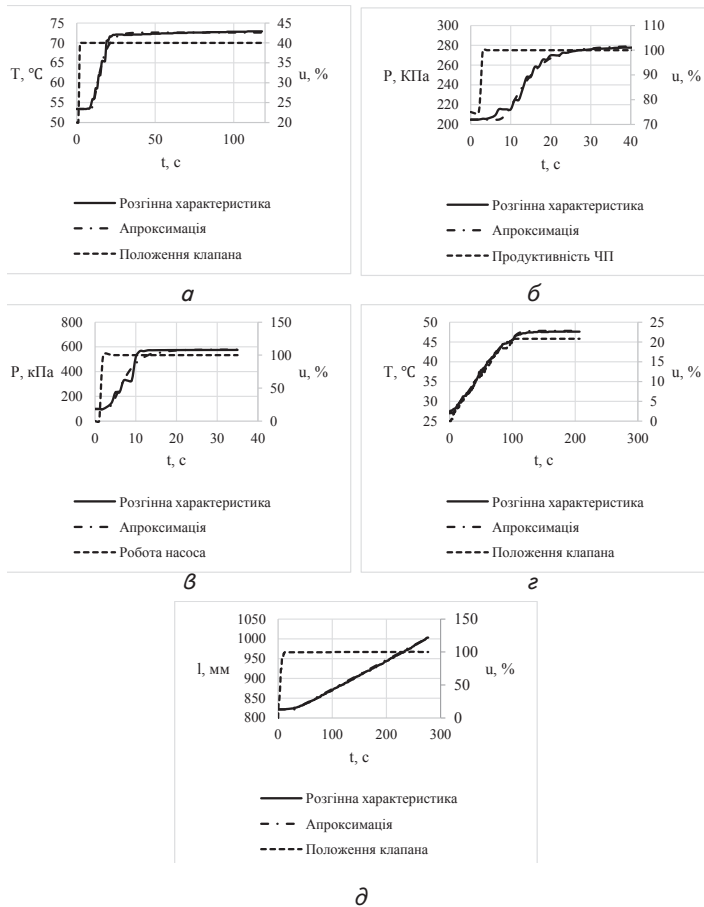 75
70
65
60
55
50
T, ℃
45
40
35
30
25
20
u, %
0
50
100
t, с
Розгінна характеристика
Апроксимація
Положення клапана
а
300
280
260
240
220
200
Р, КПа
110
100
90
80
70
u, %
0
10
20
30
40
t, с
Розгінна характеристика
Апроксимація
Продуктивність ЧП
б
800
600
400
200
0
Р, кПа
150
100
50
0
u, %
0
10
20
30
40
t, с
Розгінна характеристика
Апроксимація
Робота насоса
в
50
45
40
35
30
25
T, ℃
25
20
15
10
5
0
u, %
0
100
200
300
t, с
Розгінна характеристика
Апроксимація
Положення клапана
г
1050
1000
950
900
850
800
l, мм
150
100
50
0
u, %
0
100
200
300
t, с
Розгінна характеристика
Апроксимація
Положення клапана
д